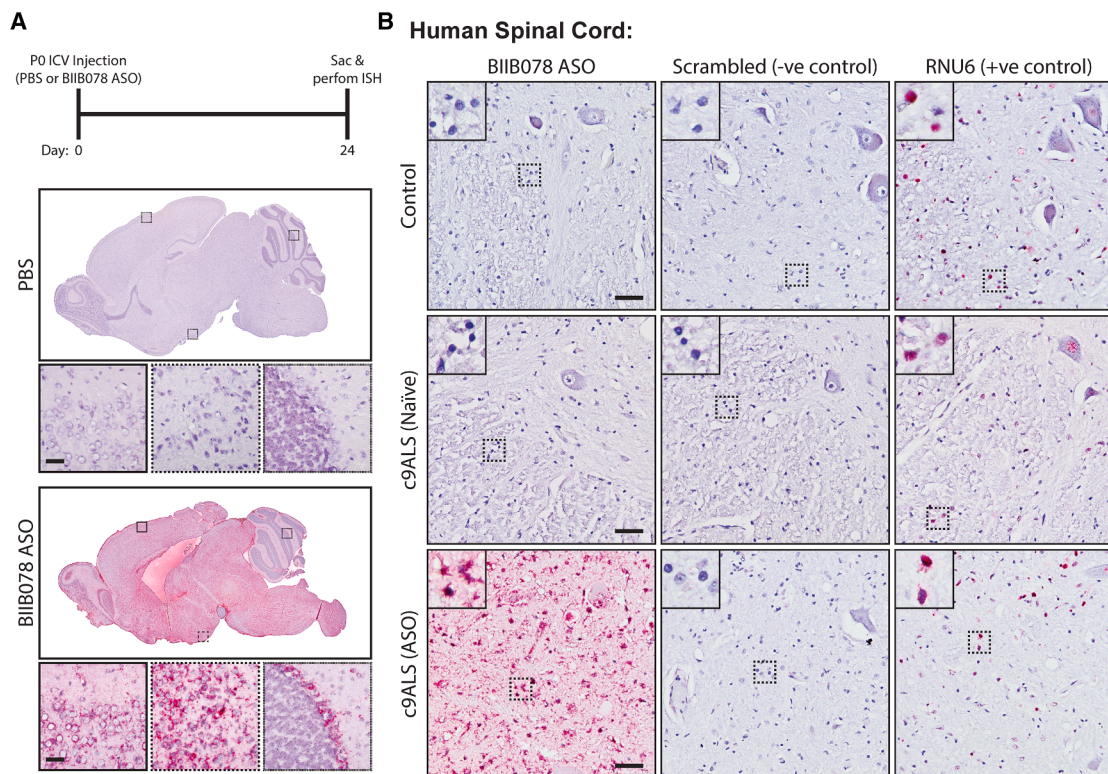 A
P0 ICV Injection
(PBS or BIIB078 ASO)
Sac &
perfom ISH
Day: 0
24
PBS
BIIB078 ASO
B
Human Spinal Cord:
BIIB078 ASO
Scrambled (-ve control)
RNU6 (+ve control)
Control
c9ALS (Naïve)
c9ALS (ASO)